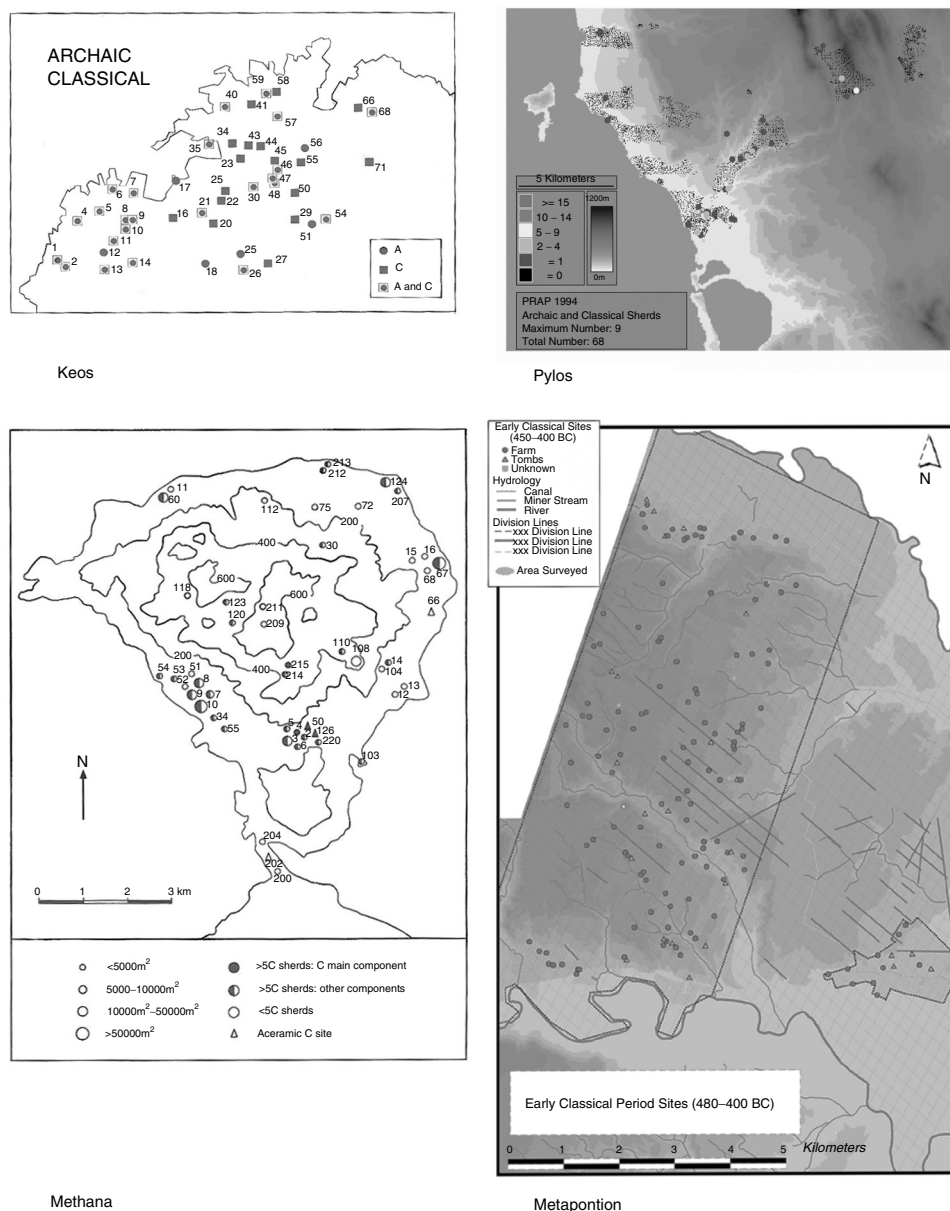 ARCHAIC
CLASSICAL
59
58
40
41
66
68
57
34
43
44
56
35
23
45
46
55
71
7
17
25
47
6
22
30
48
50
4
5
8
9
21
16
20
29
54
10
51
1
11
2
12
25
13
14
18
26
27
A
C
A and C
Keos
5 Kilometers
>= 15
10 – 14
5 – 9
2 – 4
= 1
= 0
1200m
0m
PRAP 1994
Archaic and Classical Sherds
Maximum Number: 9
Total Number: 68
Pylos
213
212
11
60
124
207
112
75
72
200
400
30
15
16
67
68
600
118
600
123
211
66
120
209
110
108
200
54
53
51
400
215
14
52
8
214
104
9
7
13
10
12
34
5
50
4
126
55
2
3
220
6
103
N
204
202
200
0 1 2 3 km
<5000m²
>5C sherds: C main component
5000–10000m²
>5C sherds: other components
10000m²–50000m²
<5C sherds
>50000m²
Aceramic C site
Methana
Early Classical Sites
(450–400 BC)
Farm
Tombs
Unknown
Hydrology
Canal
Miner Stream
River
Division Lines
xxx Division Line
xxx Division Line
xxx Division Line
Area Surveyed
N
Early Classical Period Sites (480–400 BC)
0 1 2 3 4 5 Kilometers
Metapontion